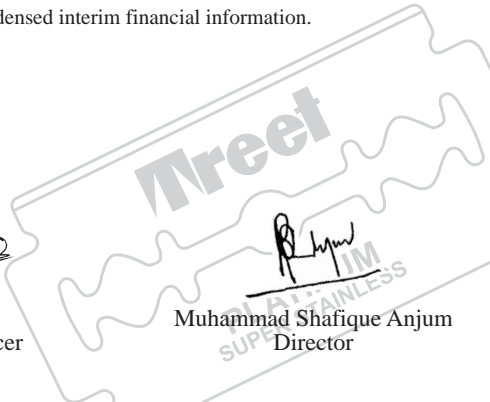 densed interim financial information.
Treet
PLATINUM
SUPER STAINLESS
Muhammad Shafique Anjum
cer
Director